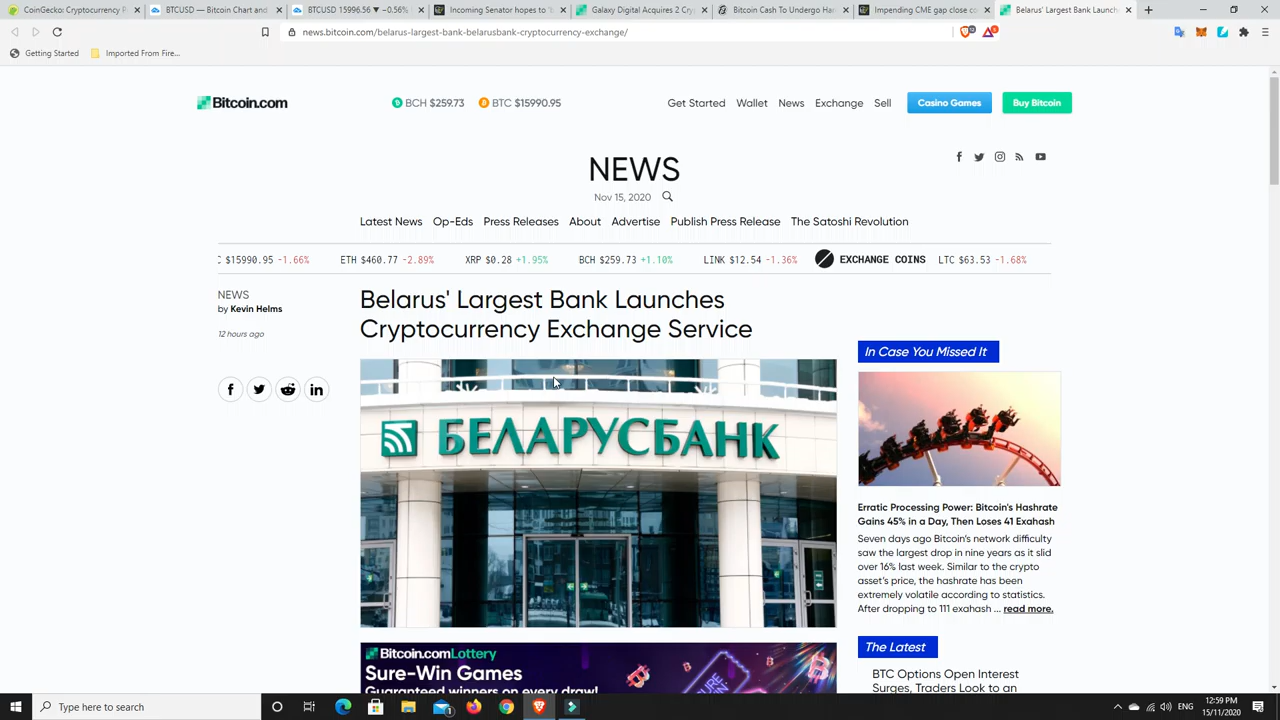 CoinGecko: Cryptocurrency P
BTCUSD — Bitcoin Chart and
BTCUSD 15996.56 ▼ −0.56%
Incoming Senator hopes to
Galaxy Digital Acquires 2 Cry
Bitcoin Cash To Undergo Har
Impending CME gap close co
Belarus' Largest Bank Launch
news.bitcoin.com/belarus-largest-bank-belarusbank-cryptocurrency-exchange/
Getting Started
Imported From Fire...
Bitcoin.com
BCH $259.73
BTC $15990.95
Get Started
Wallet
News
Exchange
Sell
Casino Games
Buy Bitcoin
NEWS
Nov 15, 2020
Latest News
Op-Eds
Press Releases
About
Advertise
Publish Press Release
The Satoshi Revolution
$15990.95 -1.66%
ETH $460.77 -2.89%
XRP $0.28 +1.95%
BCH $259.73 +1.10%
LINK $12.54 -1.36%
EXCHANGE COINS
LTC $63.53 -1.68%
NEWS
by Kevin Helms
12 hours ago
Belarus' Largest Bank Launches
Cryptocurrency Exchange Service
БЕЛАРУСБАНК
Bitcoin.com Lottery
Sure-Win Games
Guaranteed winners on every draw!
In Case You Missed It
Erratic Processing Power: Bitcoin's Hashrate
Gains 45% in a Day, Then Loses 41 Exahash
Seven days ago Bitcoin's network difficulty
saw the largest drop in nine years as it slid
over 16% last week. Similar to the crypto
asset's price, the hashrate has been
extremely volatile according to statistics.
After dropping to 111 exahash ... read more.
The Latest
BTC Options Open Interest
Surges, Traders Look to an
Type here to search
ENG
12:59 PM
15/11/2020